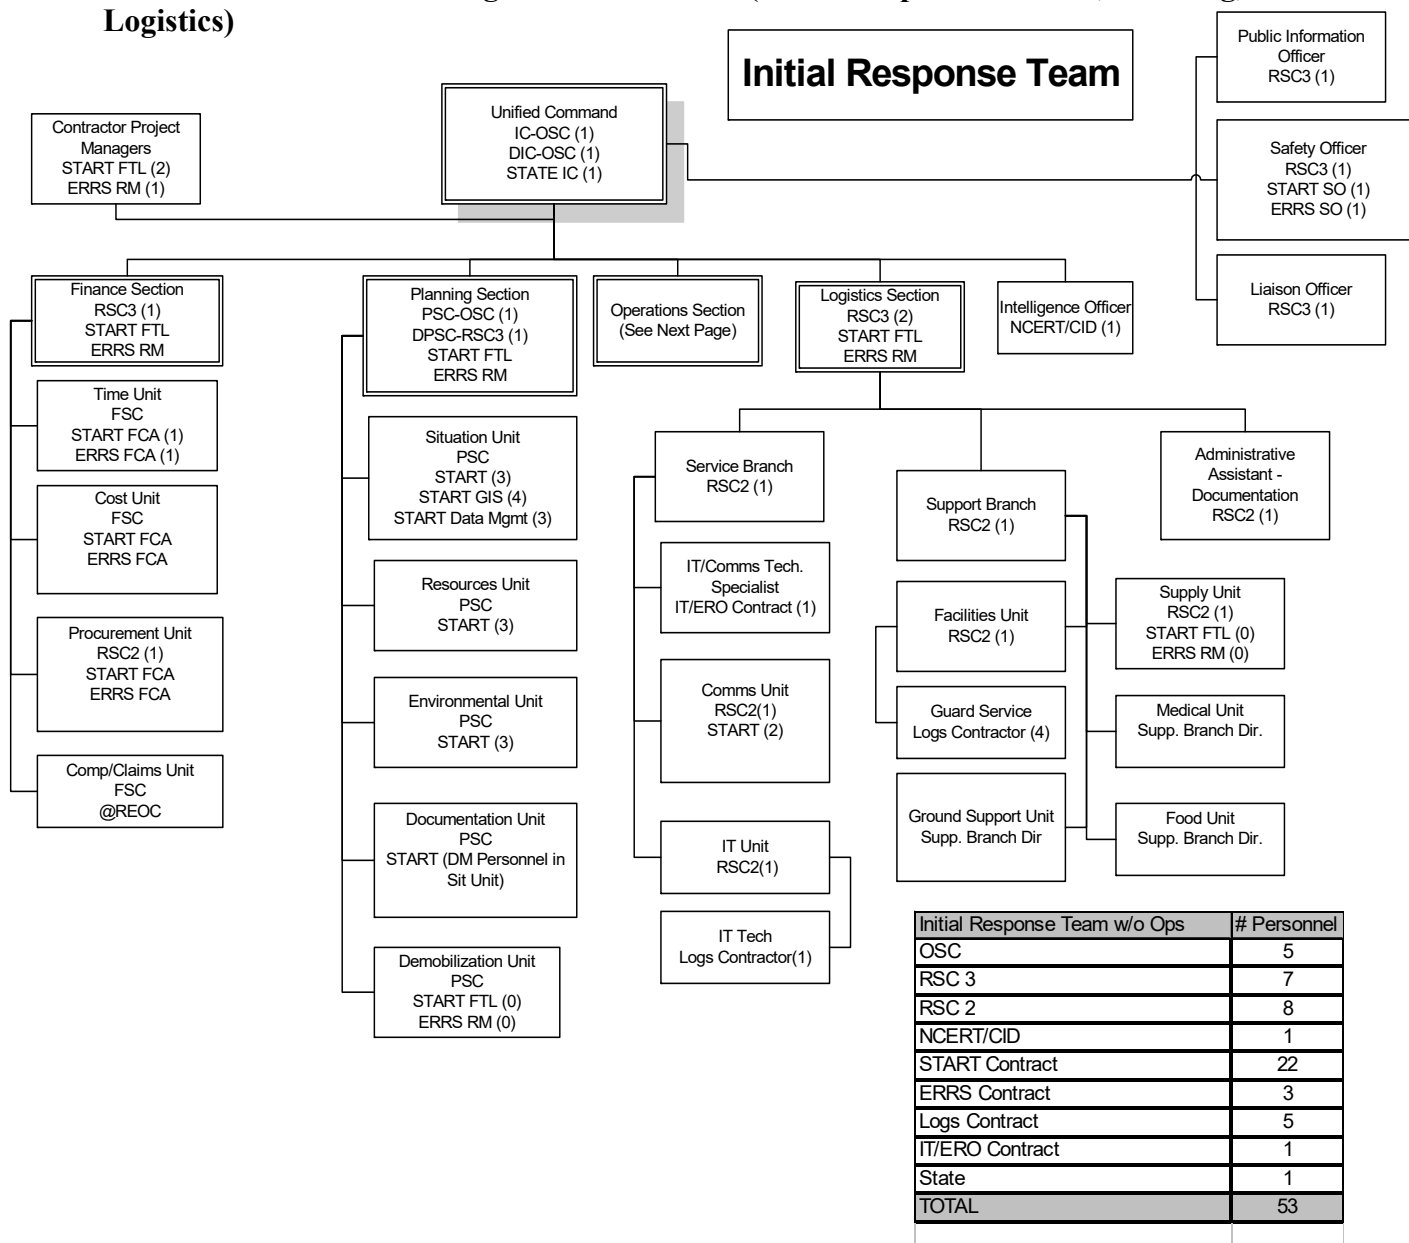 Logistics)
Initial Response Team
Public Information
Officer
RSC3 (1)
Unified Command
IC-OSC (1)
DIC-OSC (1)
STATE IC (1)
Contractor Project
Managers
START FTL (2)
ERRS RM (1)
Safety Officer
RSC3 (1)
START SO (1)
ERRS SO (1)
Liaison Officer
RSC3 (1)
Finance Section
RSC3 (1)
START FTL
ERRS RM
Planning Section
PSC-OSC (1)
DPSC-RSC3 (1)
START FTL
ERRS RM
Operations Section
(See Next Page)
Logistics Section
RSC3 (2)
START FTL
ERRS RM
Intelligence Officer
NCERT/CID (1)
Time Unit
FSC
START FCA (1)
ERRS FCA (1)
Cost Unit
FSC
START FCA
ERRS FCA
Procurement Unit
RSC2 (1)
START FCA
ERRS FCA
Comp/Claims Unit
FSC
@REOC
Situation Unit
PSC
START (3)
START GIS (4)
START Data Mgmt (3)
Resources Unit
PSC
START (3)
Environmental Unit
PSC
START (3)
Documentation Unit
PSC
START (DM Personnel in
Sit Unit)
Demobilization Unit
PSC
START FTL (0)
ERRS RM (0)
Service Branch
RSC2 (1)
IT/Comms Tech.
Specialist
IT/ERO Contract (1)
Comms Unit
RSC2(1)
START (2)
IT Unit
RSC2(1)
IT Tech
Logs Contractor(1)
Support Branch
RSC2 (1)
Facilities Unit
RSC2 (1)
Guard Service
Logs Contractor (4)
Ground Support Unit
Supp. Branch Dir
Administrative
Assistant -
Documentation
RSC2 (1)
Supply Unit
RSC2 (1)
START FTL (0)
ERRS RM (0)
Medical Unit
Supp. Branch Dir.
Food Unit
Supp. Branch Dir.
Initial Response Team w/o Ops # Personnel
OSC 5
RSC 3 7
RSC 2 8
NCERT/CID 1
START Contract 22
ERRS Contract 3
Logs Contract 5
IT/ERO Contract 1
State 1
TOTAL 53